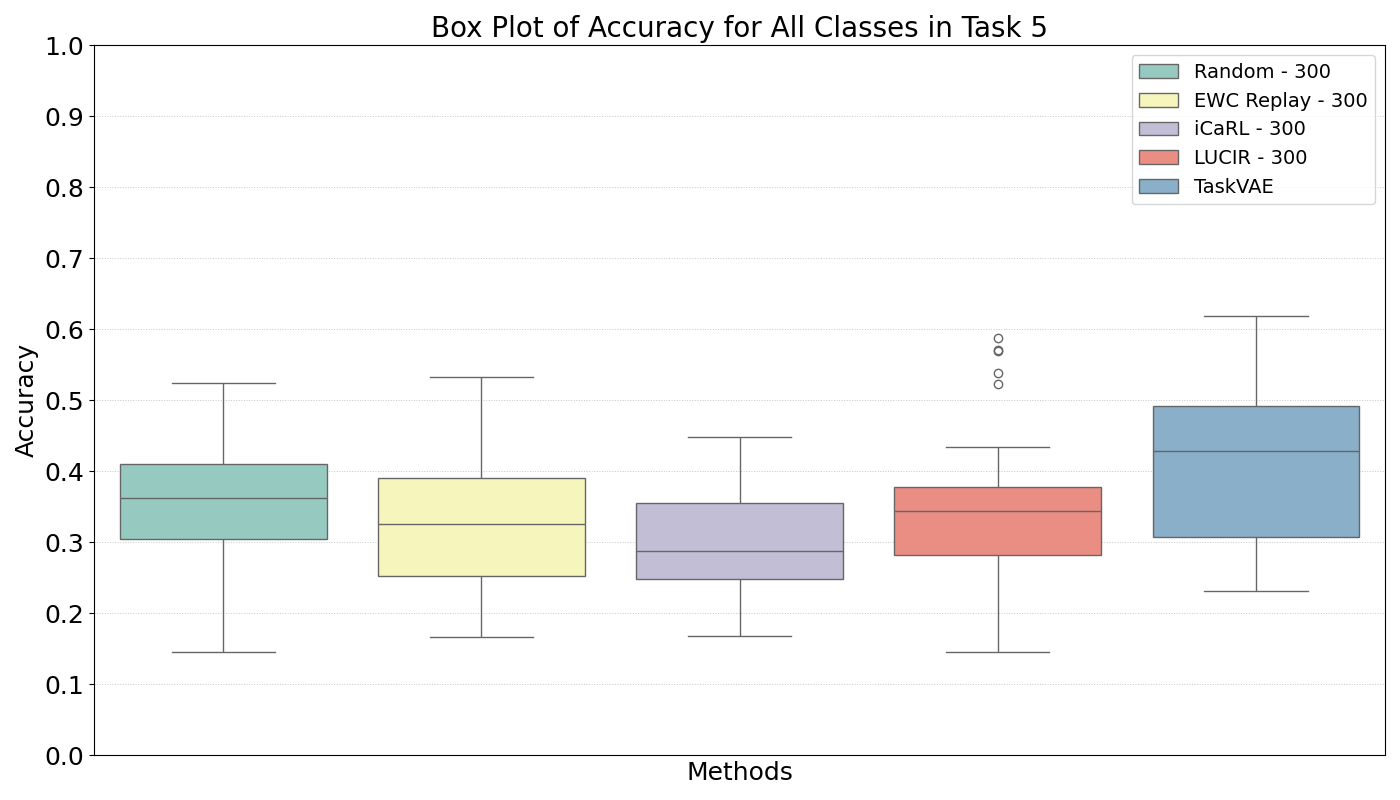 Box Plot of Accuracy for All Classes in Task 5
1.0
0.9
0.8
0.7
0.6
0.5
0.4
0.3
0.2
0.1
0.0
Accuracy
Methods
Random - 300
EWC Replay - 300
iCaRL - 300
LUCIR - 300
TaskVAE